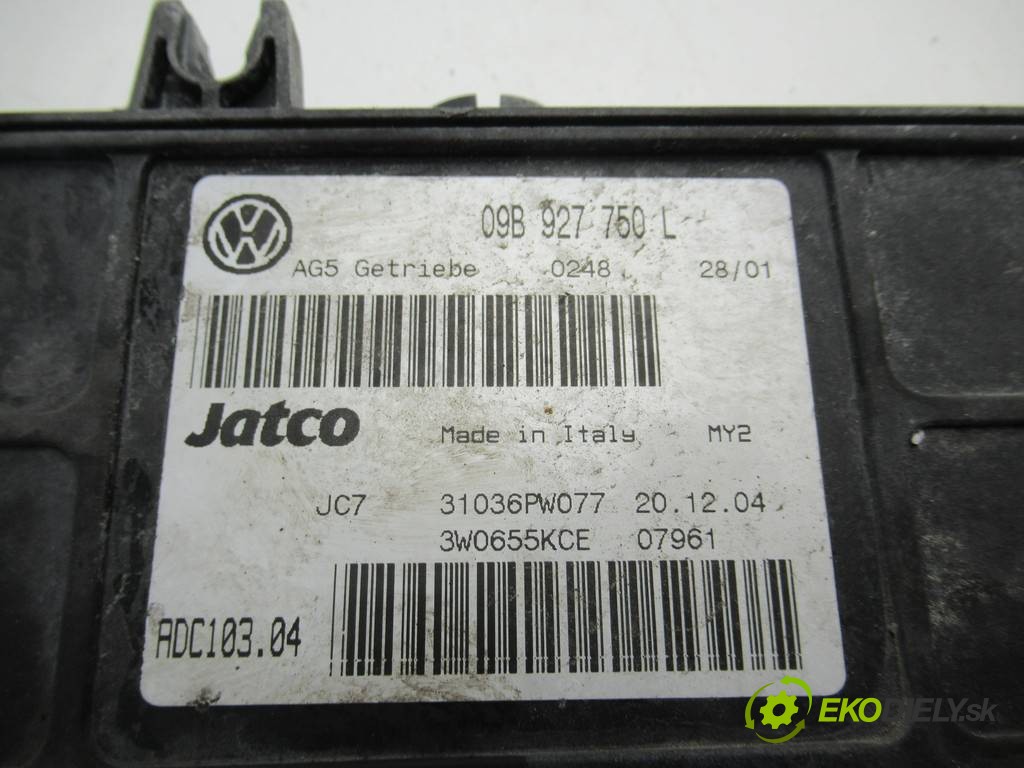 09B 927 750 L
AG5 Getriebe 0248 28/01
Jatco Made in Italy MY2
JC7 31036PW077 20.12.04
3W0655KCE 07961
ADC103.04
EKODIELY.sk